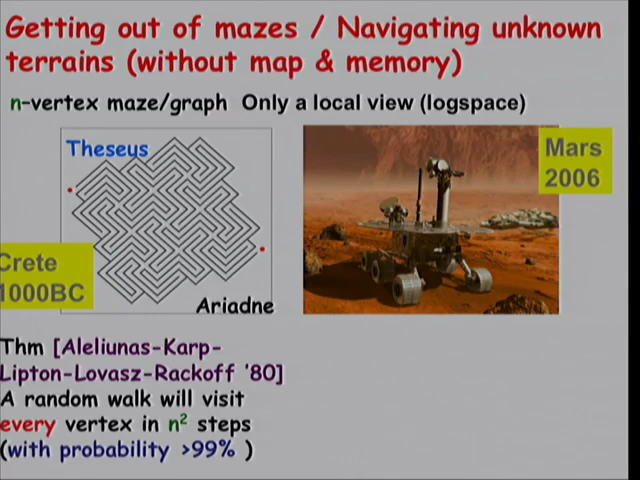 Getting out of mazes / Navigating unknown
terrains (without map & memory)
n-vertex maze/graph Only a local view (logspace)
Theseus
Mars
2006
Crete
1000BC
Ariadne
Thm [Aleliunas-Karp-
Lipton-Lovasz-Rackoff '80]
A random walk will visit
every vertex in n² steps
(with probability >99% )